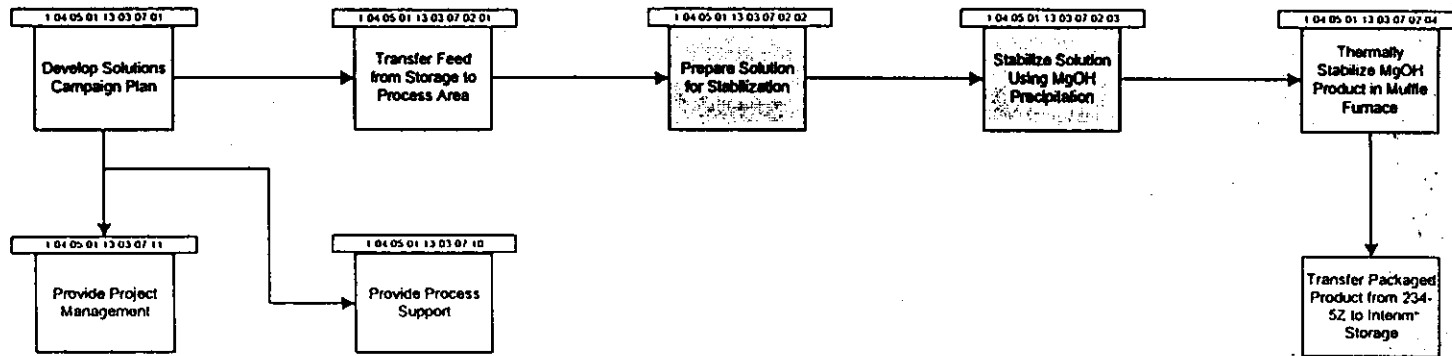 1 04 05 01 13 03 07 01
Develop Solutions
Campaign Plan
1 04 05 01 13 03 07 02 01
Transfer Feed
from Storage to
Process Area
1 04 05 01 13 03 07 02 02
Prepare Solution
for Stabilization
1 04 05 01 13 03 07 02 03
Stabilize Solution
Using MgOH
Precipitation
1 04 05 01 13 03 07 02 04
Thermally
Stabilize MgOH
Product in Muffle
Furnace
1 04 05 01 13 03 07 11
Provide Project
Management
1 04 05 01 13 03 07 10
Provide Process
Support
Transfer Packaged
Product from 234-
5Z to Interim
Storage